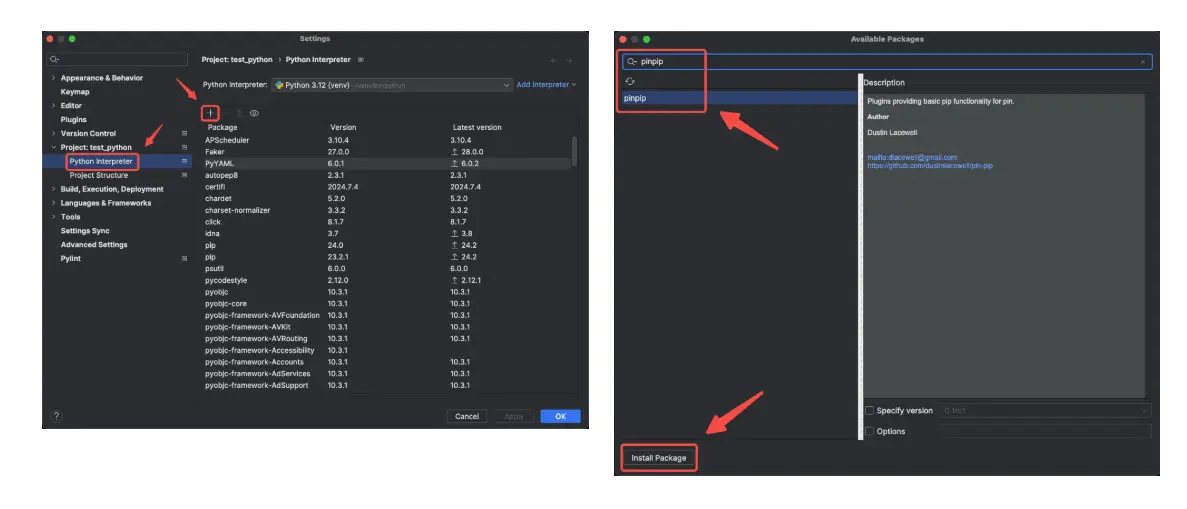 Settings
Appearance & Behavior
Keymap
Editor
Plugins
Version Control
Project: test_python
Python Interpreter
Project Structure
Build, Execution, Deployment
Languages & Frameworks
Tools
Settings Sync
Advanced Settings
Pylint
Project: test_python › Python Interpreter
Python Interpreter: Python 3.12 (venv) Add Interpreter
Package Version Latest version
APScheduler 3.10.4 3.10.4
Faker 27.0.0 28.0.0
PyYAML 6.0.1 6.0.2
autopep8 2.3.1 2.3.1
certifi 2024.7.4 2024.7.4
chardet 5.2.0 5.2.0
charset-normalizer 3.3.2 3.3.2
click 8.1.7 8.1.7
idna 3.7 3.8
pip 24.0 24.2
pip 23.2.1 24.2
psutil 6.0.0 6.0.0
pycodestyle 2.12.0 2.12.1
pyobjc 10.3.1 10.3.1
pyobjc-core 10.3.1 10.3.1
pyobjc-framework-AVFoundation 10.3.1 10.3.1
pyobjc-framework-AVKit 10.3.1 10.3.1
pyobjc-framework-AVRouting 10.3.1 10.3.1
pyobjc-framework-Accessibility 10.3.1
pyobjc-framework-Accounts 10.3.1 10.3.1
pyobjc-framework-AdServices 10.3.1 10.3.1
pyobjc-framework-AdSupport 10.3.1 10.3.1
? Cancel Apply OK
Available Packages
pinpip
pinpip
Description
Plugins providing basic pip functionality for pin.
Author
Dustin Lacewell
mailto:dlacewell@gmail.com
https://github.com/dustinlacewell/pin-pip
Specify version
Options
Install Package